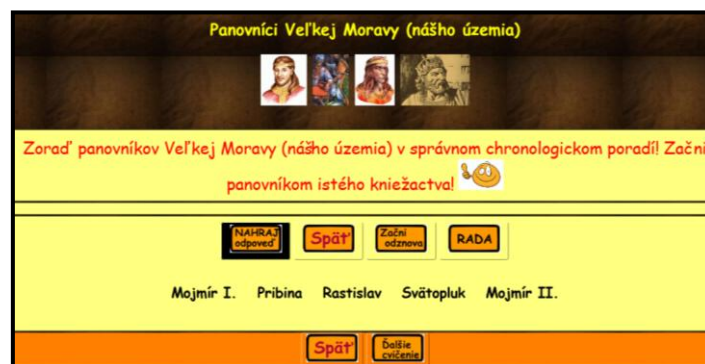 Panovníci Veľkej Moravy (nášho územia)
Zoraď panovníkov Veľkej Moravy (nášho územia) v správnom chronologickom poradí! Začni
panovníkom istého kniežactva!
NAHRAJ odpoveď Späť Začni odznova RADA
Mojmír I. Pribina Rastislav Svätopluk Mojmír II.
Späť Ďalšie cvičenie